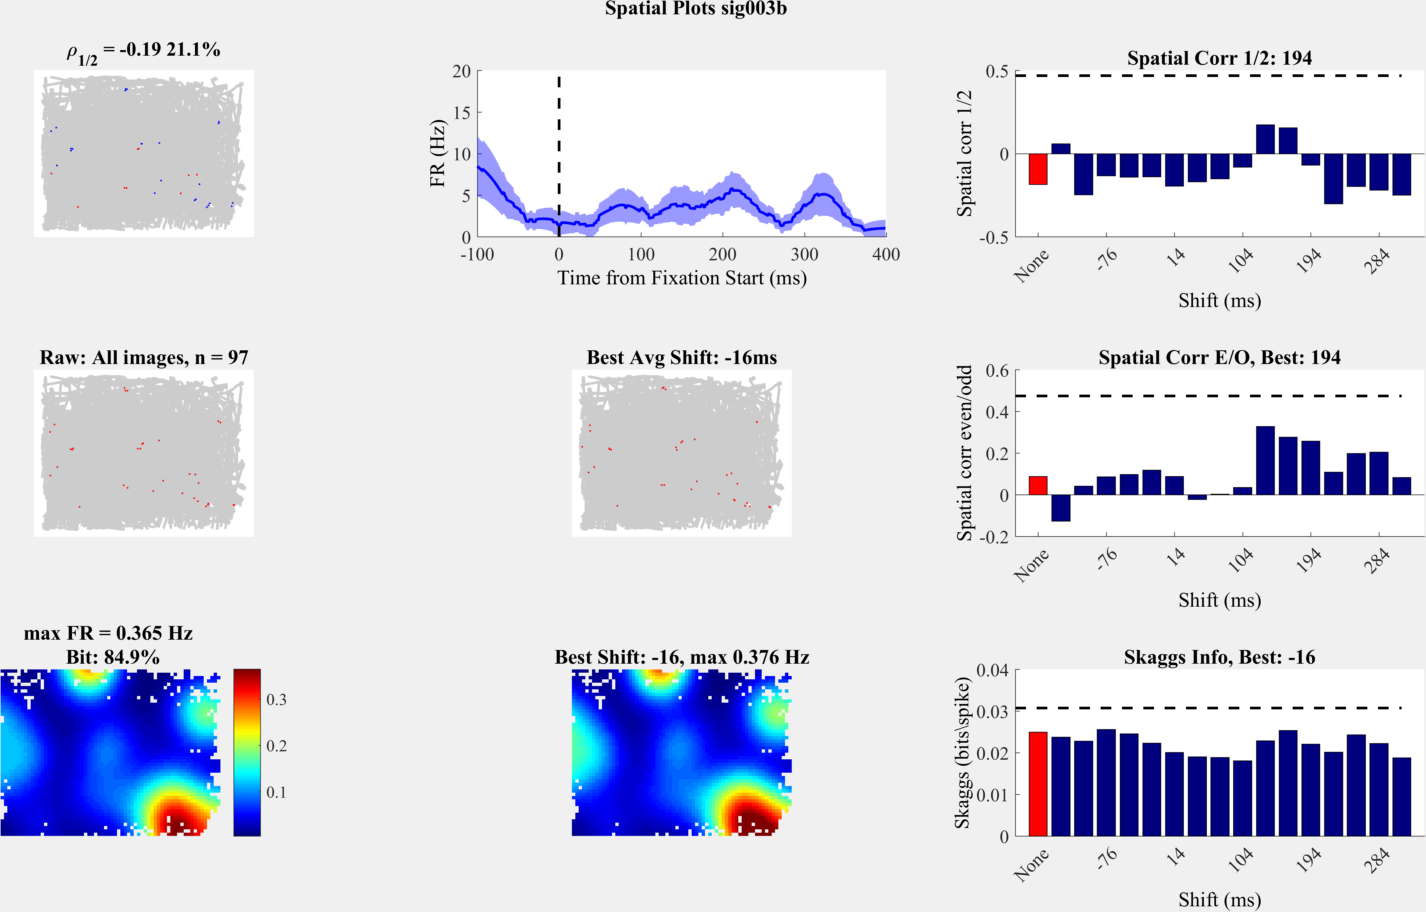 Spatial Plots sig003b
ρ1/2 = -0.19 21.1%
20
15
10
5
0
FR (Hz)
-100
0
100
200
300
400
Time from Fixation Start (ms)
Spatial Corr 1/2: 194
0.5
0
-0.5
Spatial corr 1/2
None
-76
14
104
194
284
Shift (ms)
Raw: All images, n = 97
Best Avg Shift: -16ms
Spatial Corr E/O, Best: 194
0.6
0.4
0.2
0
-0.2
Spatial corr even/odd
None
-76
14
104
194
284
Shift (ms)
max FR = 0.365 Hz
Bit: 84.9%
0.3
0.2
0.1
Best Shift: -16, max 0.376 Hz
Skaggs Info, Best: -16
0.04
0.03
0.02
0.01
0
Skaggs (bits\spike)
None
-76
14
104
194
284
Shift (ms)